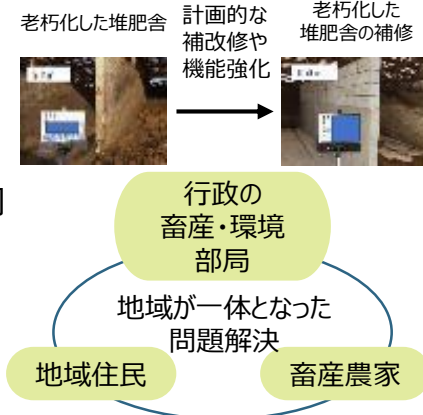 老朽化した堆肥舎
計画的な
補改修や
機能強化
老朽化した
堆肥舎の補修
行政の
畜産・環境
部局
地域が一体となった
問題解決
地域住民
畜産農家